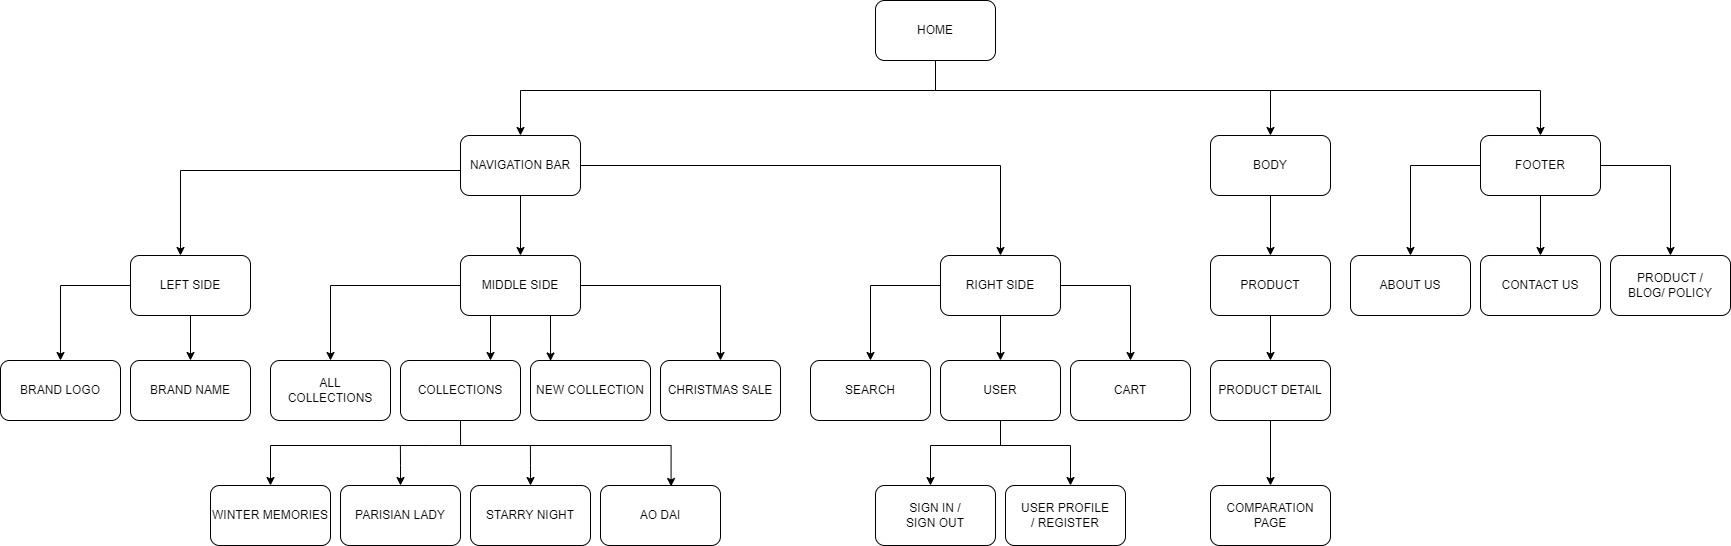 HOME
NAVIGATION BAR
BODY
FOOTER
LEFT SIDE
MIDDLE SIDE
RIGHT SIDE
PRODUCT
ABOUT US
CONTACT US
PRODUCT /
BLOG/ POLICY
BRAND LOGO
BRAND NAME
ALL
COLLECTIONS
COLLECTIONS
NEW COLLECTION
CHRISTMAS SALE
SEARCH
USER
CART
PRODUCT DETAIL
WINTER MEMORIES
PARISIAN LADY
STARRY NIGHT
AO DAI
SIGN IN /
SIGN OUT
USER PROFILE
/ REGISTER
COMPARATION
PAGE